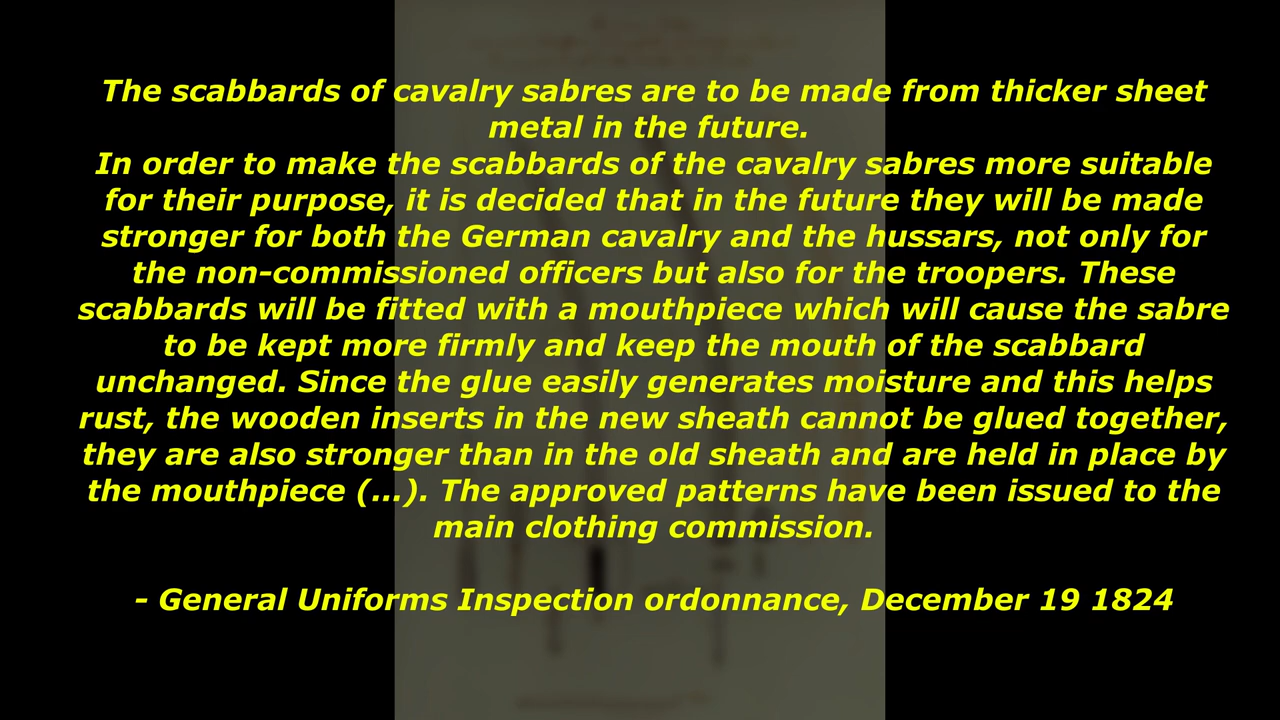 The scabbards of cavalry sabres are to be made from thicker sheet
metal in the future.
In order to make the scabbards of the cavalry sabres more suitable
for their purpose, it is decided that in the future they will be made
stronger for both the German cavalry and the hussars, not only for
the non-commissioned officers but also for the troopers. These
scabbards will be fitted with a mouthpiece which will cause the sabre
to be kept more firmly and keep the mouth of the scabbard
unchanged. Since the glue easily generates moisture and this helps
rust, the wooden inserts in the new sheath cannot be glued together,
they are also stronger than in the old sheath and are held in place by
the mouthpiece (...). The approved patterns have been issued to the
main clothing commission.
- General Uniforms Inspection ordonnance, December 19 1824